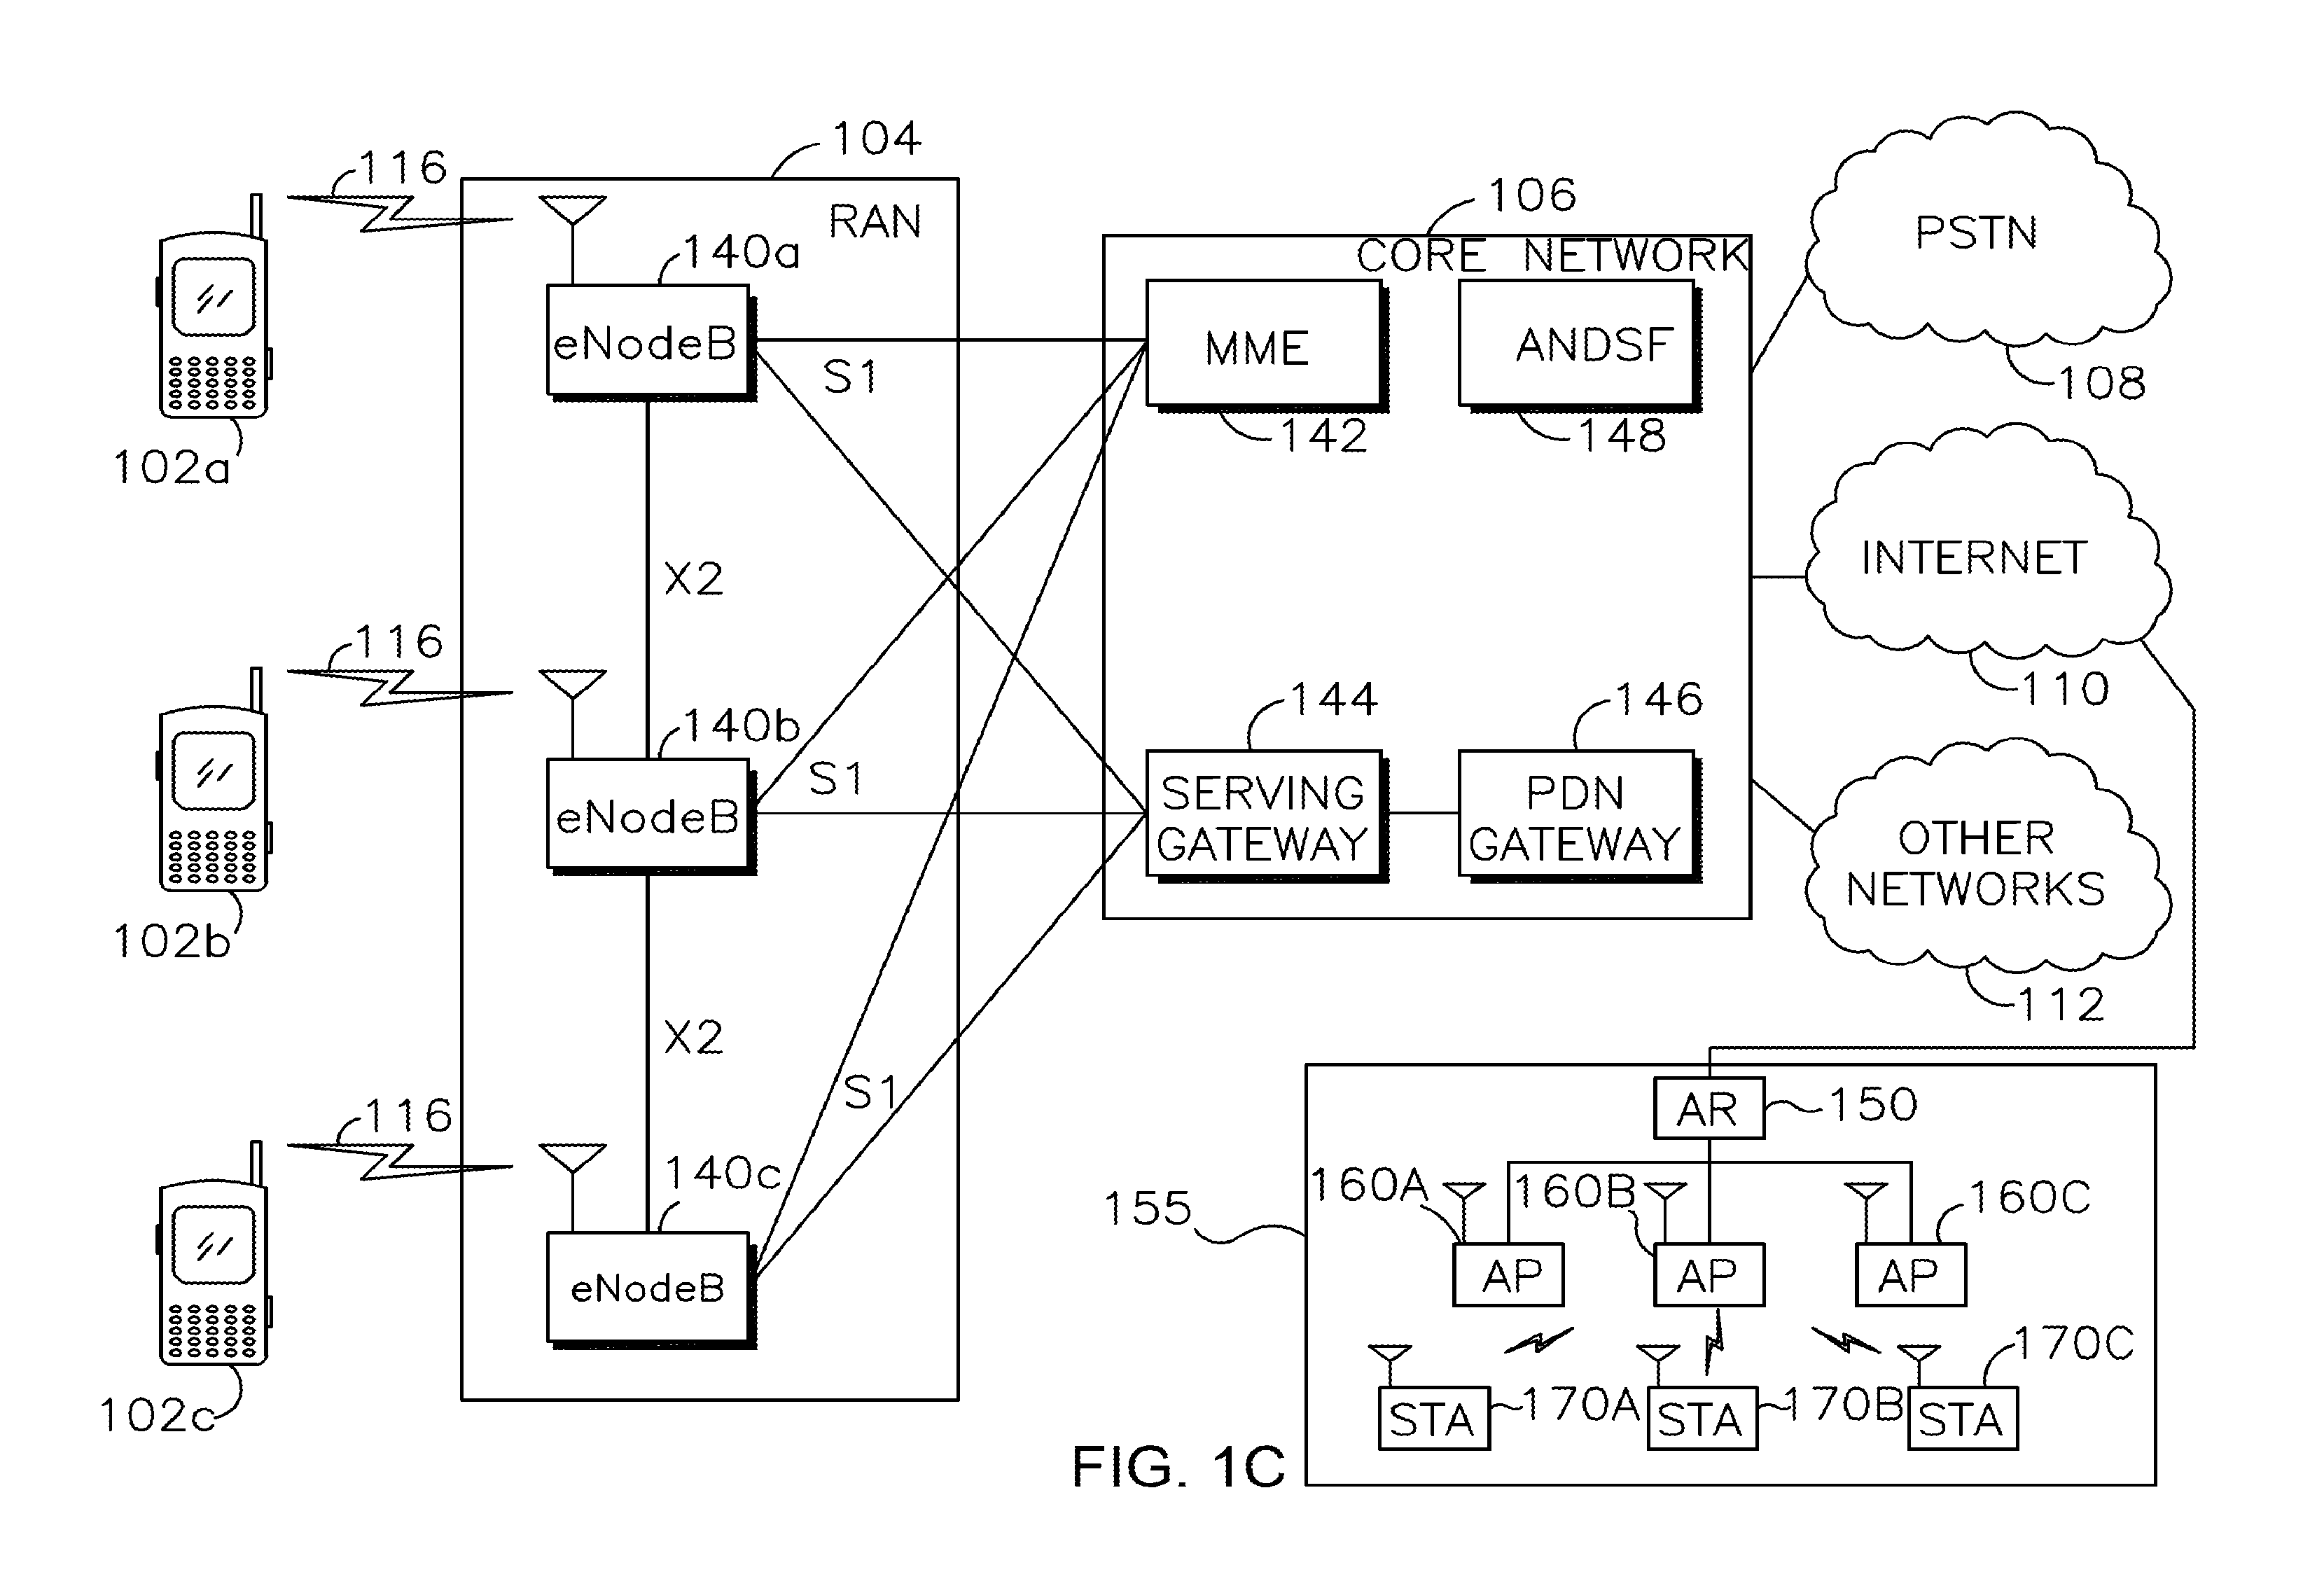 104
116
RAN
106
CORE NETWORK
PSTN
140a
eNodeB
MME
ANDSF
S1
108
142
148
102a
INTERNET
X2
116
110
144
146
140b
S1
eNodeB
SERVING
GATEWAY
PDN
GATEWAY
OTHER
NETWORKS
102b
112
X2
S1
116
AR
150
140c
160A
160B
160C
155
eNodeB
AP
AP
AP
170C
102c
STA
170A
STA
170B
STA
FIG. 1C